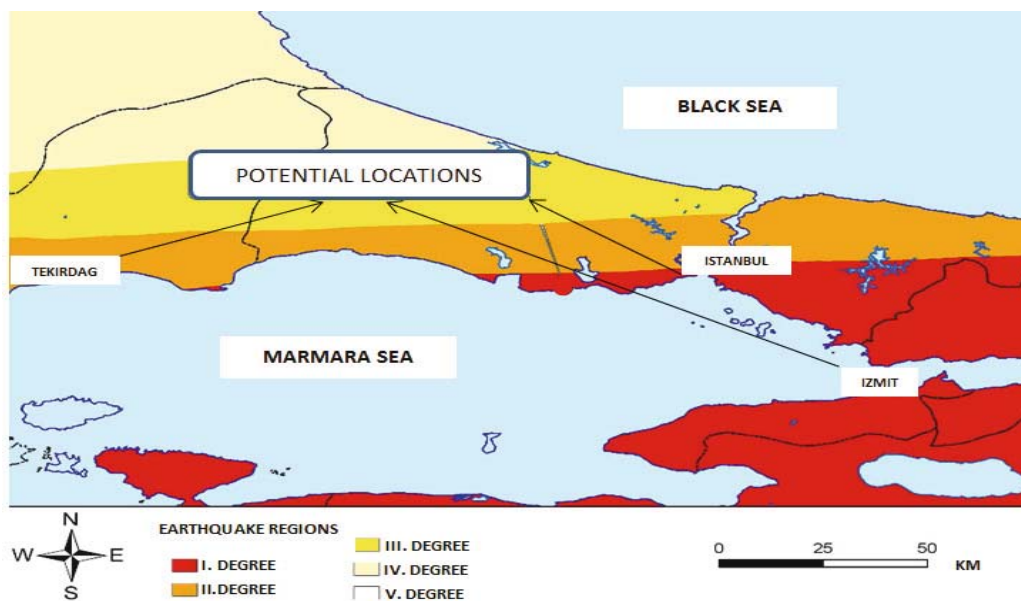 BLACK SEA
POTENTIAL LOCATIONS
TEKIRDAG
ISTANBUL
MARMARA SEA
IZMIT
N
W E
S
EARTHQUAKE REGIONS
I. DEGREE
II.DEGREE
III. DEGREE
IV. DEGREE
V. DEGREE
0 25 50 KM